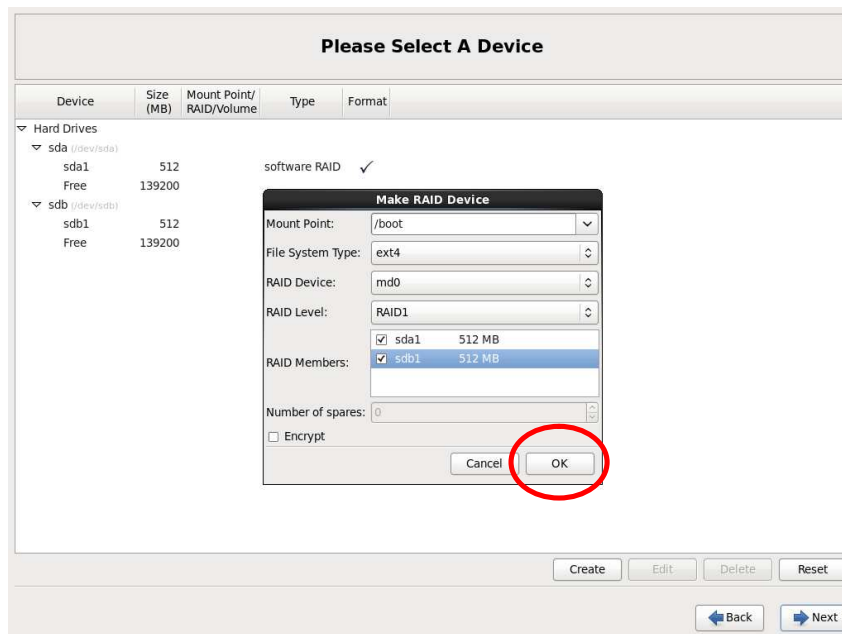 Please Select A Device
Device Size (MB) Mount Point/ RAID/Volume Type Format
Hard Drives
sda (/dev/sda)
sda1 512 software RAID
Free 139200
sdb (/dev/sdb)
sdb1 512
Free 139200
Make RAID Device
Mount Point: /boot
File System Type: ext4
RAID Device: md0
RAID Level: RAID1
RAID Members:
sda1 512 MB
sdb1 512 MB
Number of spares: 0
Encrypt
Cancel OK
Create Edit Delete Reset
Back Next